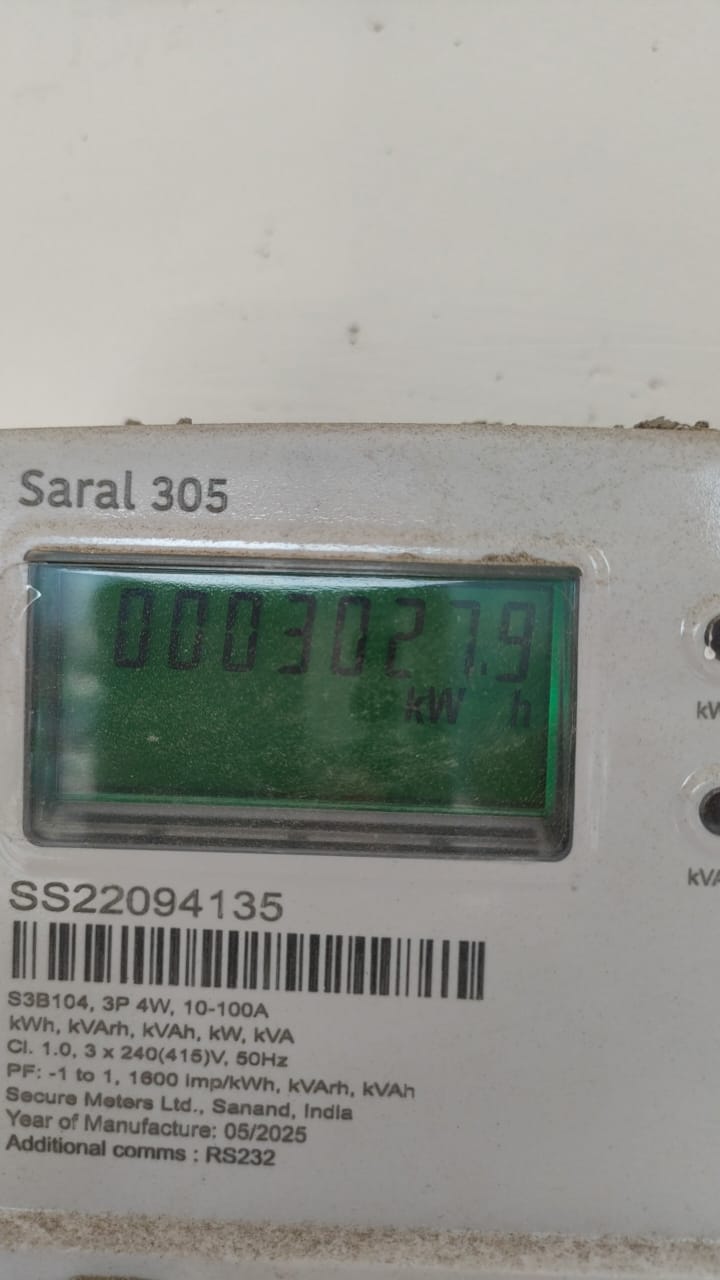 Saral 305
0003027.9
kW h
kW
kVA
SS22094135
S3B104, 3P 4W, 10-100A
kWh, kVArh, kVAh, kW, kVA
Cl. 1.0, 3 x 240(415)V, 50Hz
PF: -1 to 1, 1600 imp/kWh, kVArh, kVAh
Secure Meters Ltd., Sanand, India
Year of Manufacture: 05/2025
Additional comms : RS232